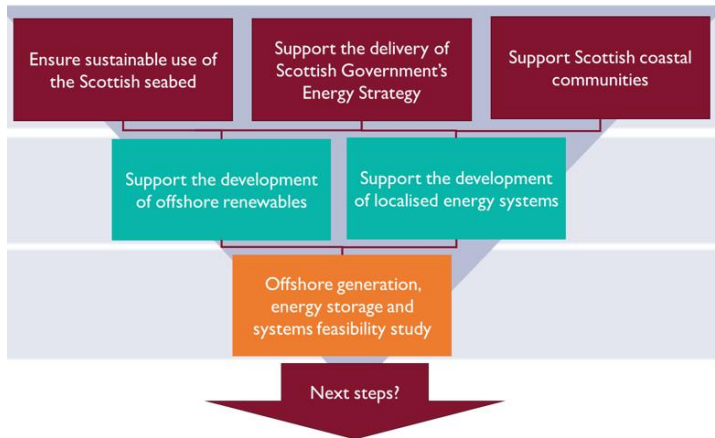 Ensure sustainable use of
the Scottish seabed
Support the delivery of
Scottish Government's
Energy Strategy
Support Scottish coastal
communities
Support the development
of offshore renewables
Support the development
of localised energy systems
Offshore generation,
energy storage and
systems feasibility study
Next steps?